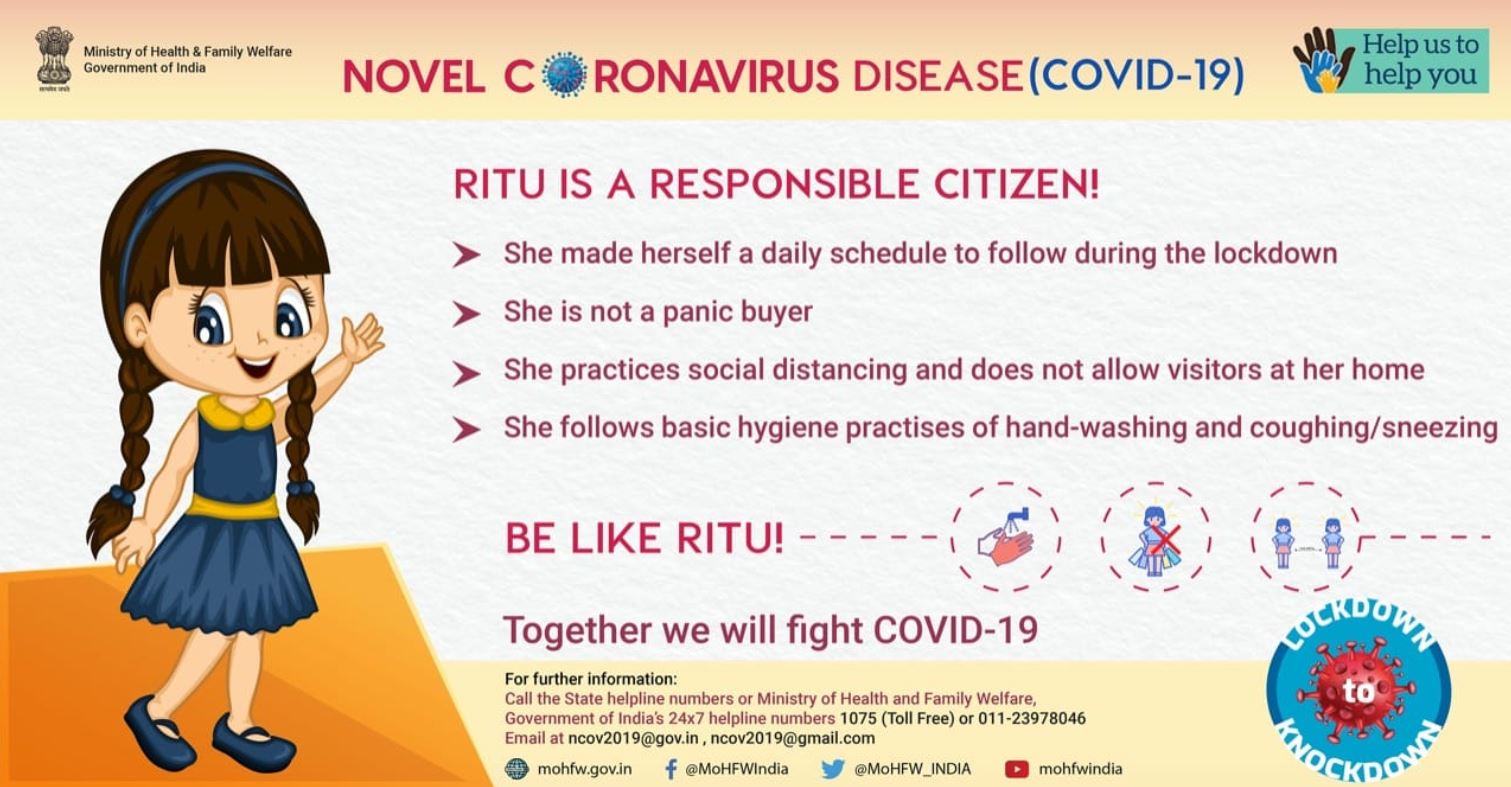 Ministry of Health & Family Welfare
Government of India
सत्यमेव जयते
NOVEL CORONAVIRUS DISEASE (COVID-19)
Help us to
help you
RITU IS A RESPONSIBLE CITIZEN!
➤ She made herself a daily schedule to follow during the lockdown
➤ She is not a panic buyer
➤ She practices social distancing and does not allow visitors at her home
➤ She follows basic hygiene practises of hand-washing and coughing/sneezing
BE LIKE RITU!
Together we will fight COVID-19
For further information:
Call the State helpline numbers or Ministry of Health and Family Welfare,
Government of India's 24x7 helpline numbers 1075 (Toll Free) or 011-23978046
Email at ncov2019@gov.in , ncov2019@gmail.com
mohfw.gov.in @MoHFWIndia @MoHFW_INDIA mohfwindia
LOCKDOWN
to
KNOCKDOWN